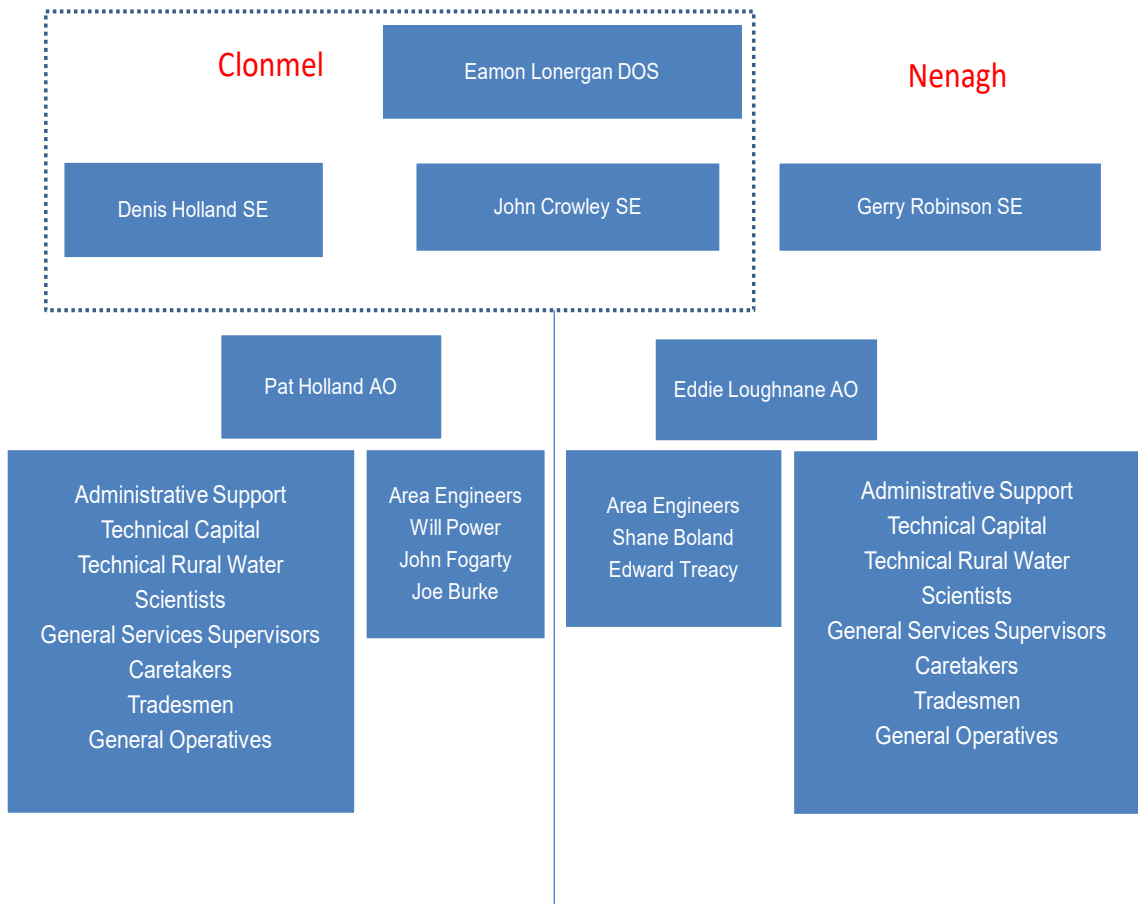 Clonmel
Eamon Lonergan DOS
Nenagh
Denis Holland SE
John Crowley SE
Gerry Robinson SE
Pat Holland AO
Eddie Loughnane AO
Administrative Support
Technical Capital
Technical Rural Water
Scientists
General Services Supervisors
Caretakers
Tradesmen
General Operatives
Area Engineers
Will Power
John Fogarty
Joe Burke
Area Engineers
Shane Boland
Edward Treacy
Administrative Support
Technical Capital
Technical Rural Water
Scientists
General Services Supervisors
Caretakers
Tradesmen
General Operatives